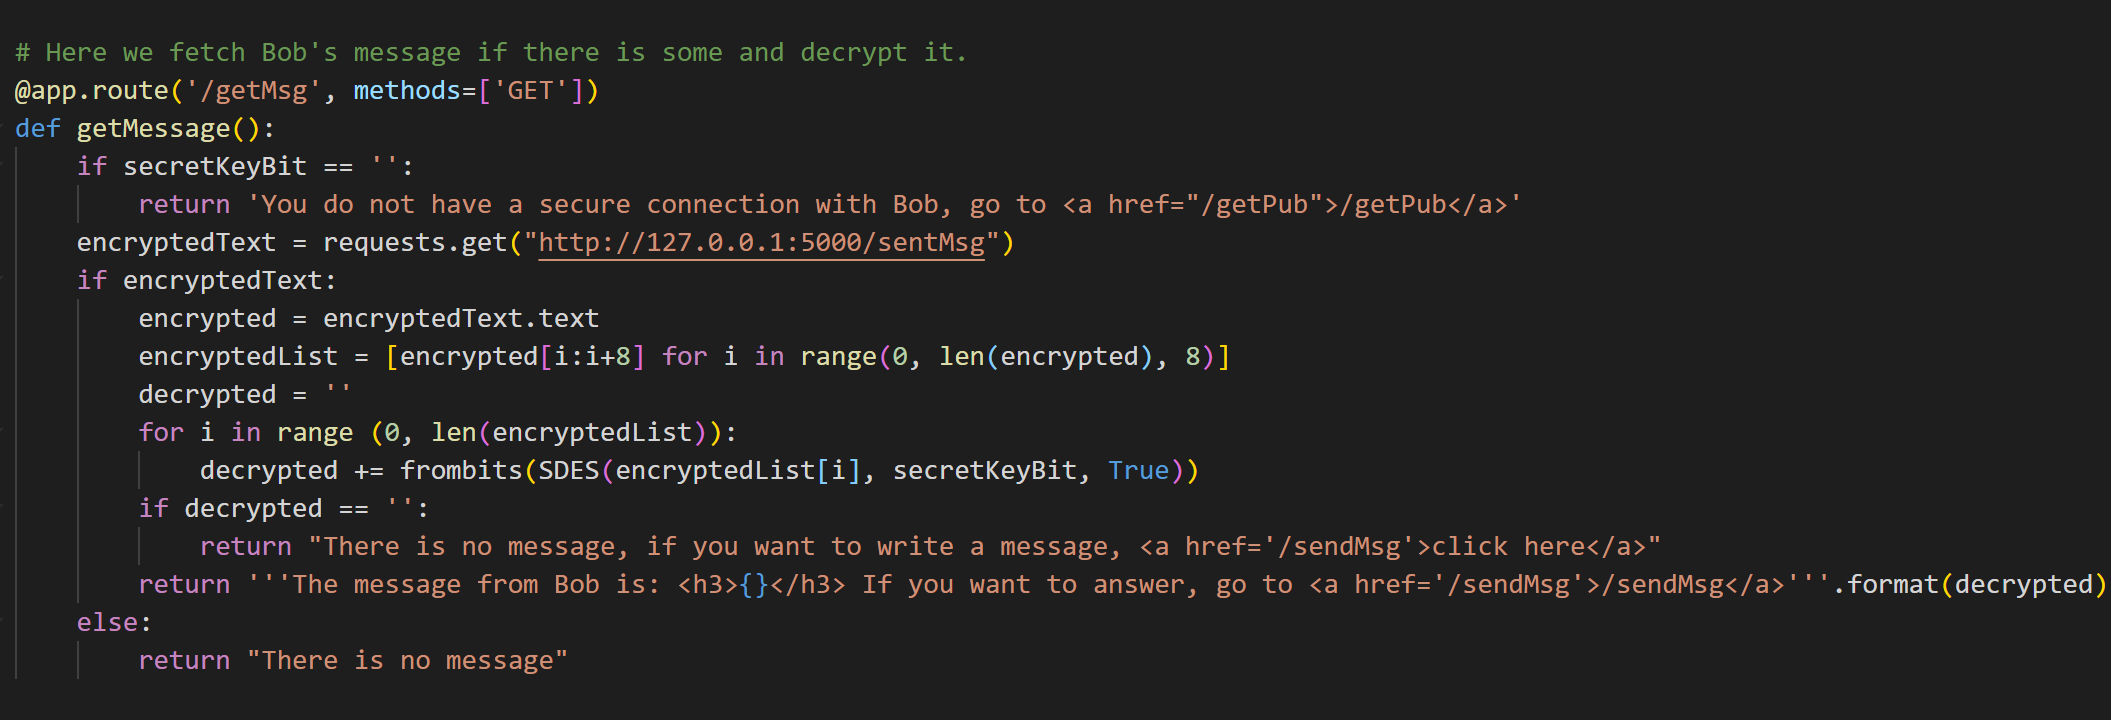 # Here we fetch Bob's message if there is some and decrypt it.
@app.route('/getMsg', methods=['GET'])
def getMessage():
    if secretKeyBit == '':
        return 'You do not have a secure connection with Bob, go to <a href="/getPub">/getPub</a>'
    encryptedText = requests.get("http://127.0.0.1:5000/sentMsg")
    if encryptedText:
        encrypted = encryptedText.text
        encryptedList = [encrypted[i:i+8] for i in range(0, len(encrypted), 8)]
        decrypted = ''
        for i in range (0, len(encryptedList)):
            decrypted += frombits(SDES(encryptedList[i], secretKeyBit, True))
        if decrypted == '':
            return "There is no message, if you want to write a message, <a href='/sendMsg'>click here</a>"
        return '''The message from Bob is: <h3>{}</h3> If you want to answer, go to <a href='/sendMsg'>/sendMsg</a>'''.format(decrypted)
    else:
        return "There is no message"